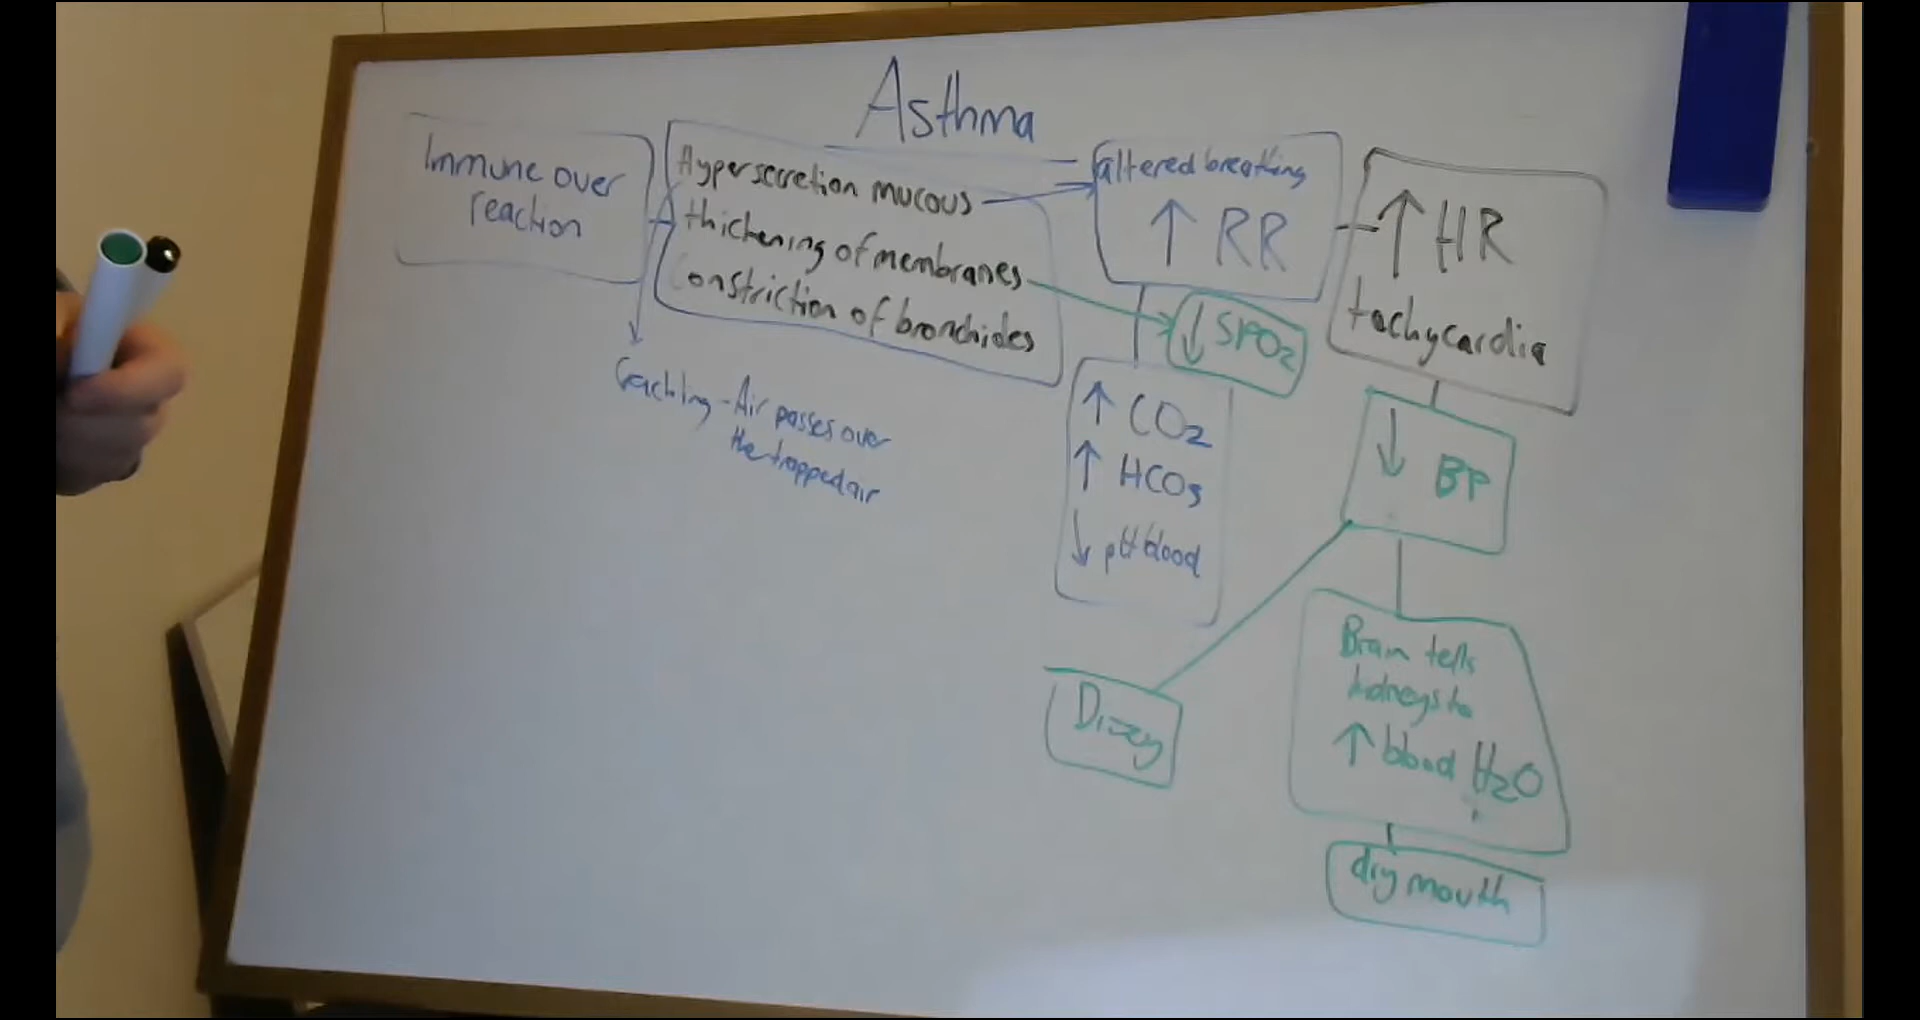 Asthma
Immune over
reaction
Hypersecretion mucous
thickening of membranes
Constriction of bronchides
Crackling - Air passes over
the trapped air
altered breathing
↑ RR
↑ HR
tachycardia
↓ SPO2
↑ CO2
↑ HCO3
↓ pH blood
↓ BP
Dizzy
Brain tells
kidneys to
↑ blood H2O
dry mouth